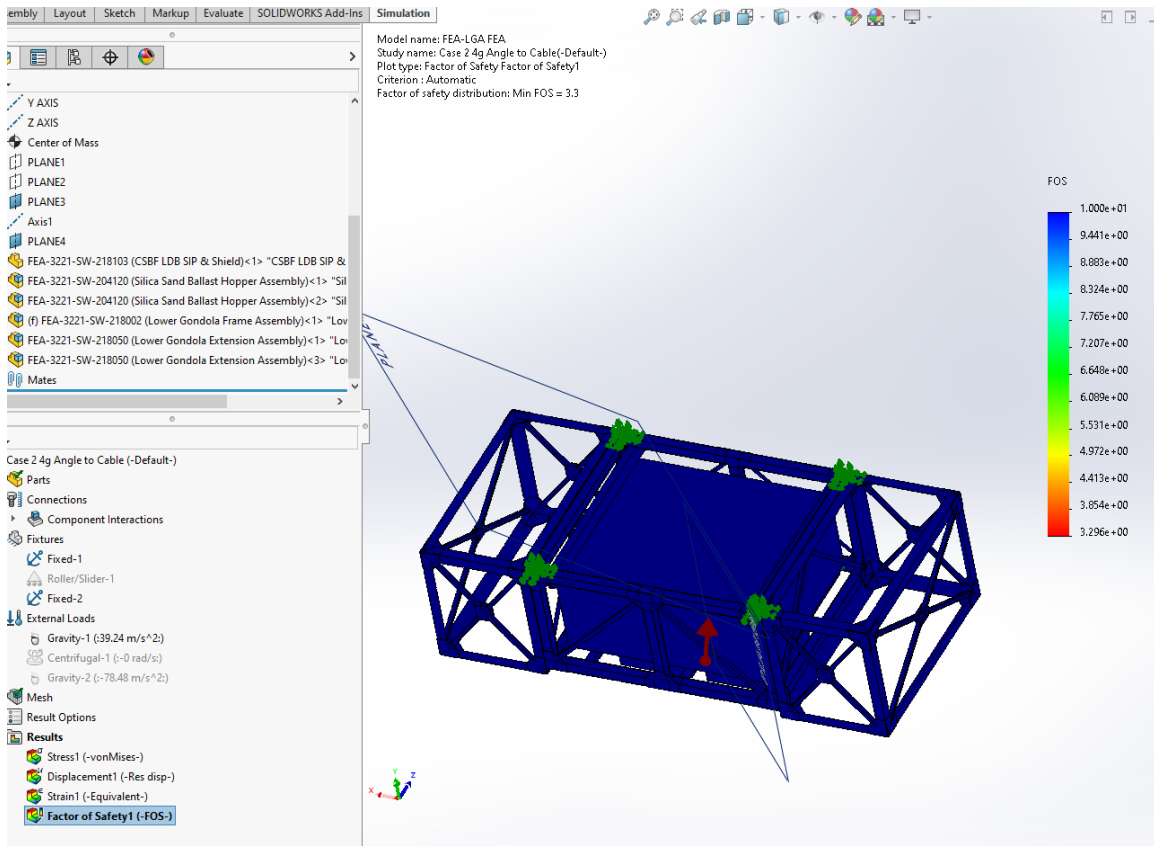 embly Layout Sketch Markup Evaluate SOLIDWORKS Add-Ins Simulation
Y AXIS
Z AXIS
Center of Mass
PLANE1
PLANE2
PLANE3
Axis1
PLANE4
FEA-3221-SW-218103 (CSBF LDB SIP & Shield)<1> "CSBF LDB SIP &
FEA-3221-SW-204120 (Silica Sand Ballast Hopper Assembly)<1> "Sil
FEA-3221-SW-204120 (Silica Sand Ballast Hopper Assembly)<2> "Sil
(f) FEA-3221-SW-218002 (Lower Gondola Frame Assembly)<1> "Low
FEA-3221-SW-218050 (Lower Gondola Extension Assembly)<1> "Lo
FEA-3221-SW-218050 (Lower Gondola Extension Assembly)<3> "Lo
Mates
Case 2 4g Angle to Cable (-Default-)
Parts
Connections
Component Interactions
Fixtures
Fixed-1
Roller/Slider-1
Fixed-2
External Loads
Gravity-1 (:39.24 m/s^2:)
Centrifugal-1 (:-0 rad/s:)
Gravity-2 (:-78.48 m/s^2:)
Mesh
Result Options
Results
Stress1 (-vonMises-)
Displacement1 (-Res disp-)
Strain1 (-Equivalent-)
Factor of Safety1 (-FOS-)
Model name: FEA-LGA FEA
Study name: Case 2 4g Angle to Cable(-Default-)
Plot type: Factor of Safety Factor of Safety1
Criterion : Automatic
Factor of safety distribution: Min FOS = 3.3
FOS
1.000e+01
9.441e+00
8.883e+00
8.324e+00
7.765e+00
7.207e+00
6.648e+00
6.089e+00
5.531e+00
4.972e+00
4.413e+00
3.854e+00
3.296e+00
Y
Z
X